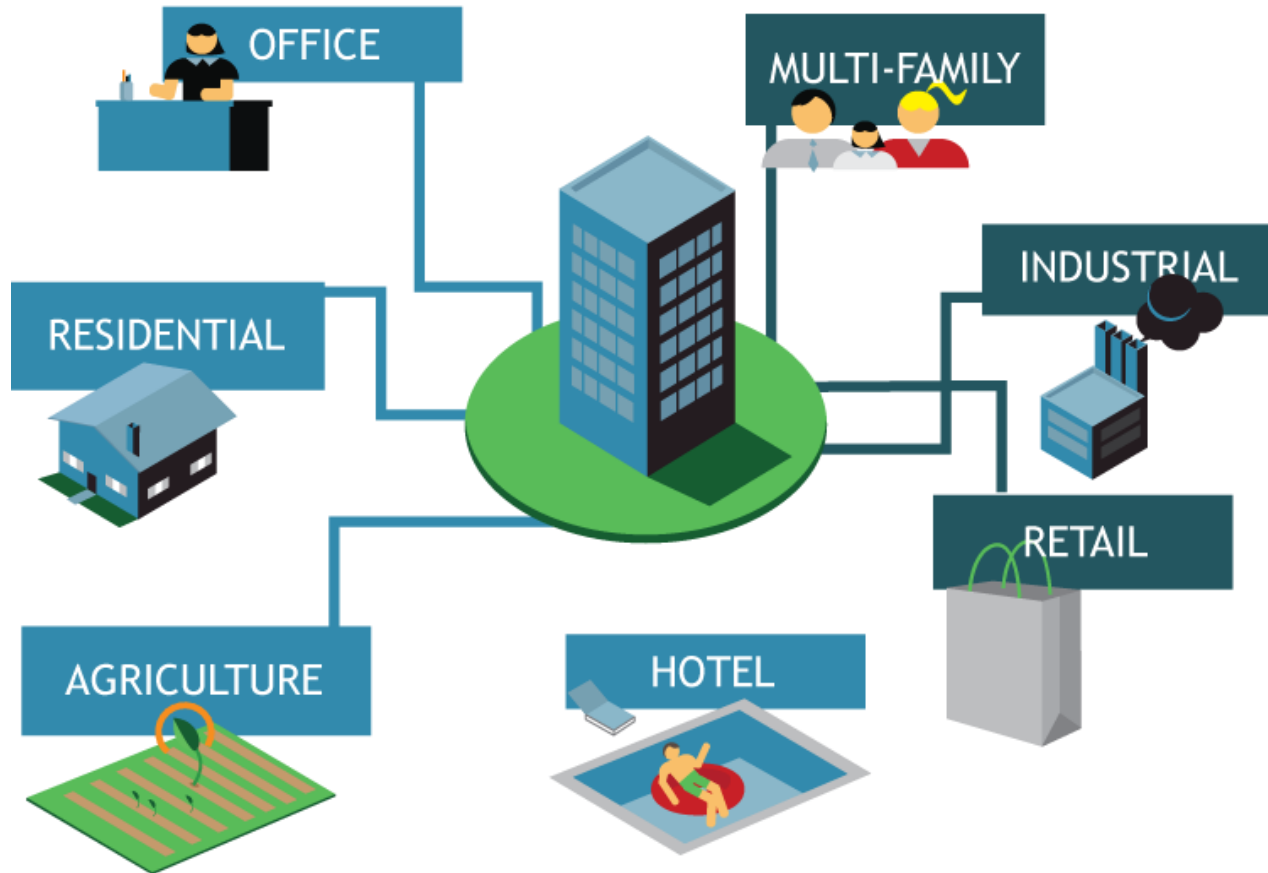 OFFICE
MULTI-FAMILY
INDUSTRIAL
RESIDENTIAL
RETAIL
AGRICULTURE
HOTEL